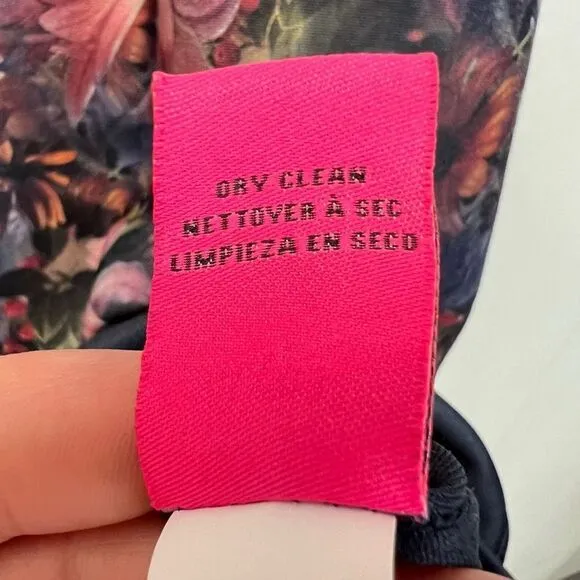 DRY CLEAN
NETTOYER À SEC
LIMPIEZA EN SECO